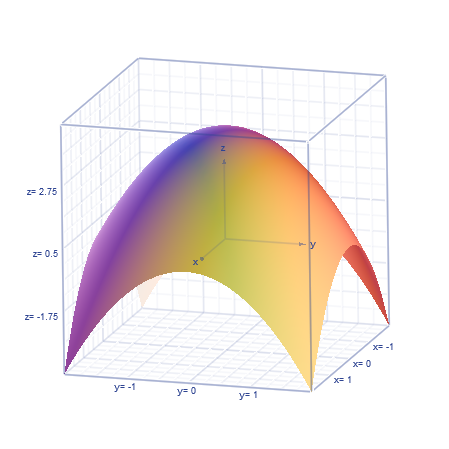 z
z= 2.75
y
z= 0.5
x
z= -1.75
x= -1
x= 0
x= 1
y= -1
y= 0
y= 1